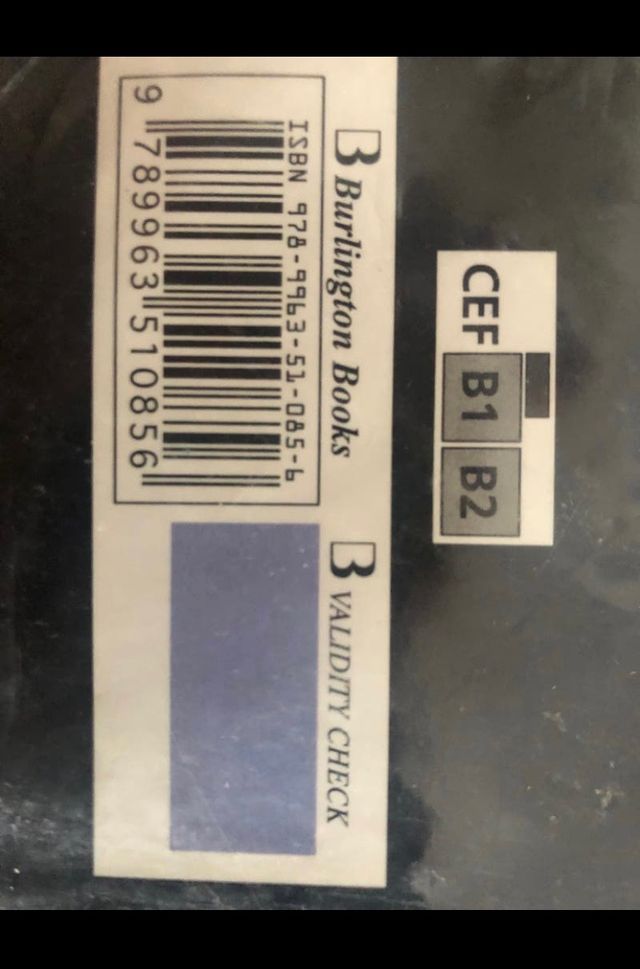 CEF B1 B2
B Burlington Books
ISBN 978-9963-51-085-6
9 789963 510856
B VALIDITY CHECK